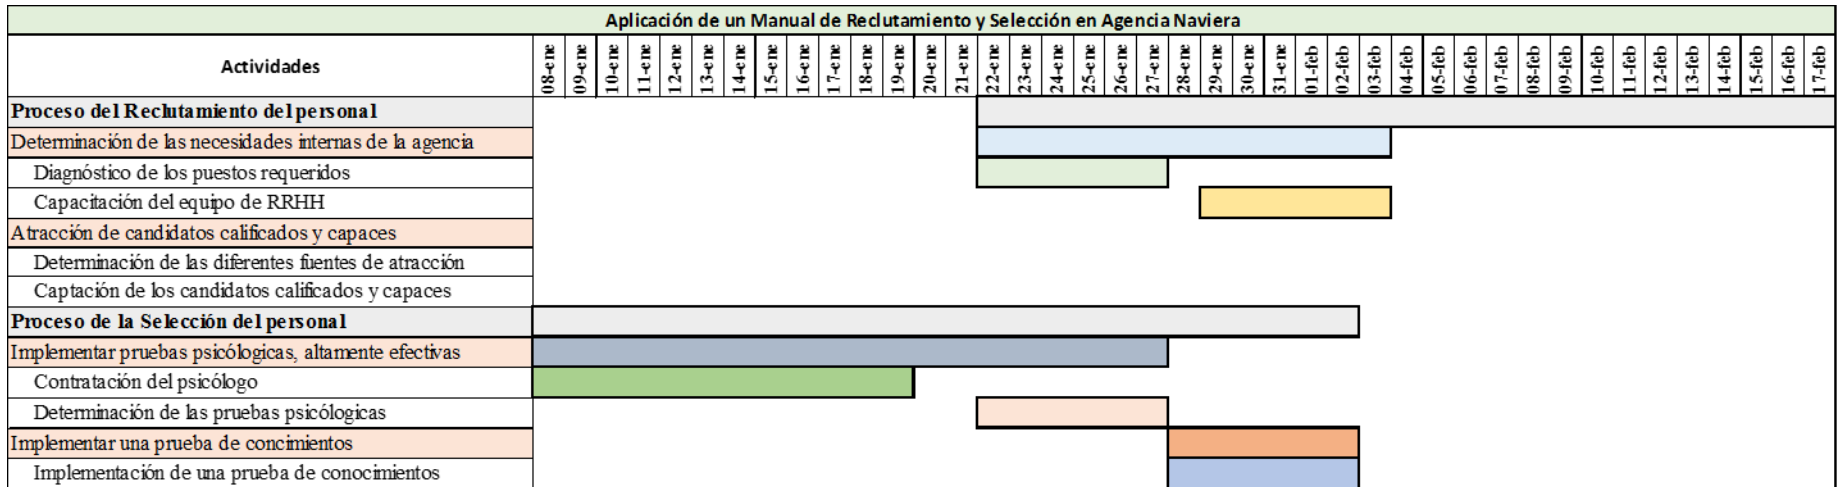 Aplicación de un Manual de Reclutamiento y Selección en Agencia Naviera
Actividades 08-ene 09-ene 10-ene 11-ene 12-ene 13-ene 14-ene 15-ene 16-ene 17-ene 18-ene 19-ene 20-ene 21-ene 22-ene 23-ene 24-ene 25-ene 26-ene 27-ene 28-ene 29-ene 30-ene 31-ene 01-feb 02-feb 03-feb 04-feb 05-feb 06-feb 07-feb 08-feb 09-feb 10-feb 11-feb 12-feb 13-feb 14-feb 15-feb 16-feb 17-feb
Proceso del Reclutamiento del personal
Determinación de las necesidades internas de la agencia
Diagnóstico de los puestos requeridos
Capacitación del equipo de RRHH
Atracción de candidatos calificados y capaces
Determinación de las diferentes fuentes de atracción
Captación de los candidatos calificados y capaces
Proceso de la Selección del personal
Implementar pruebas psicólogicas, altamente efectivas
Contratación del psicólogo
Determinación de las pruebas psicólogicas
Implementar una prueba de concimientos
Implementación de una prueba de conocimientos